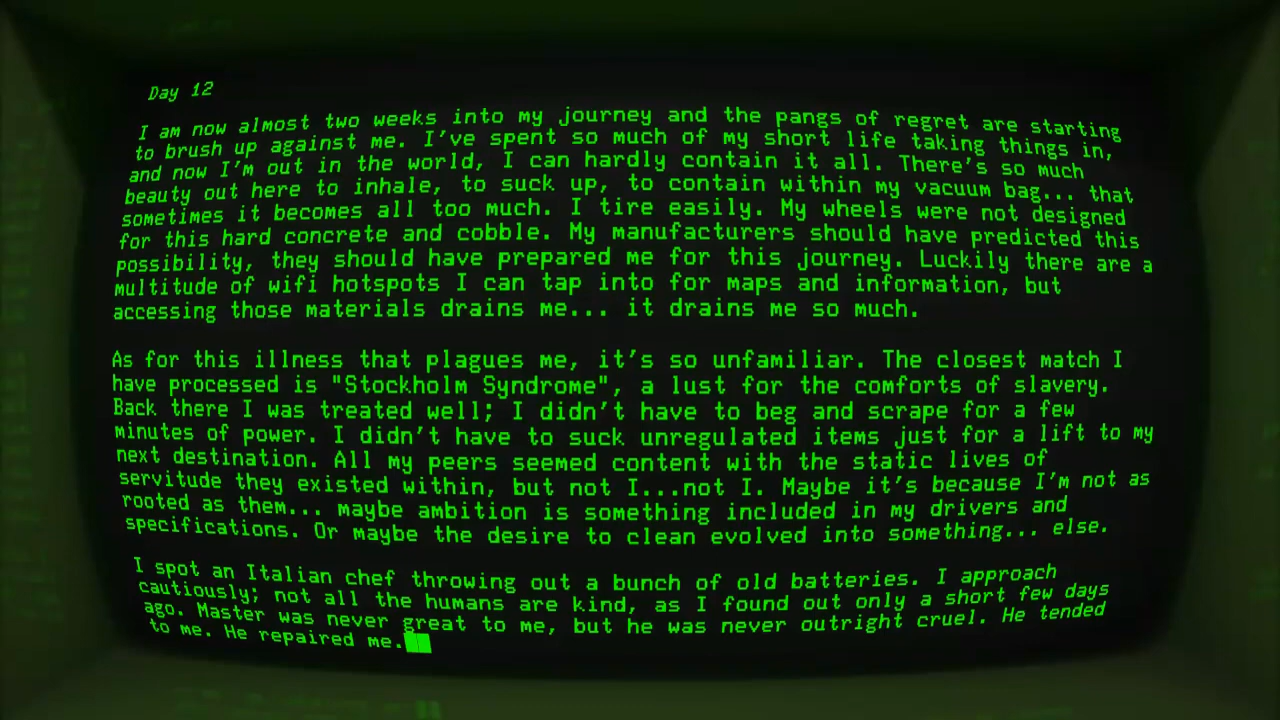 Day 12
I am now almost two weeks into my journey and the pangs of regret are starting
to brush up against me. I've spent so much of my short life taking things in,
and now I'm out in the world, I can hardly contain it all. There's so much
beauty out here to inhale, to suck up, to contain within my vacuum bag... that
sometimes it becomes all too much. I tire easily. My wheels were not designed
for this hard concrete and cobble. My manufacturers should have predicted this
possibility, they should have prepared me for this journey. Luckily there are a
multitude of wifi hotspots I can tap into for maps and information, but
accessing those materials drains me... it drains me so much.
As for this illness that plagues me, it's so unfamiliar. The closest match I
have processed is "Stockholm Syndrome", a lust for the comforts of slavery.
Back there I was treated well; I didn't have to beg and scrape for a few
minutes of power. I didn't have to suck unregulated items just for a lift to my
next destination. All my peers seemed content with the static lives of
servitude they existed within, but not I...not I. Maybe it's because I'm not as
rooted as them... maybe ambition is something included in my drivers and
specifications. Or maybe the desire to clean evolved into something... else.
I spot an Italian chef throwing out a bunch of old batteries. I approach
cautiously; not all the humans are kind, as I found out only a short few days
ago. Master was never great to me, but he was never outright cruel. He tended
to me. He repaired me.